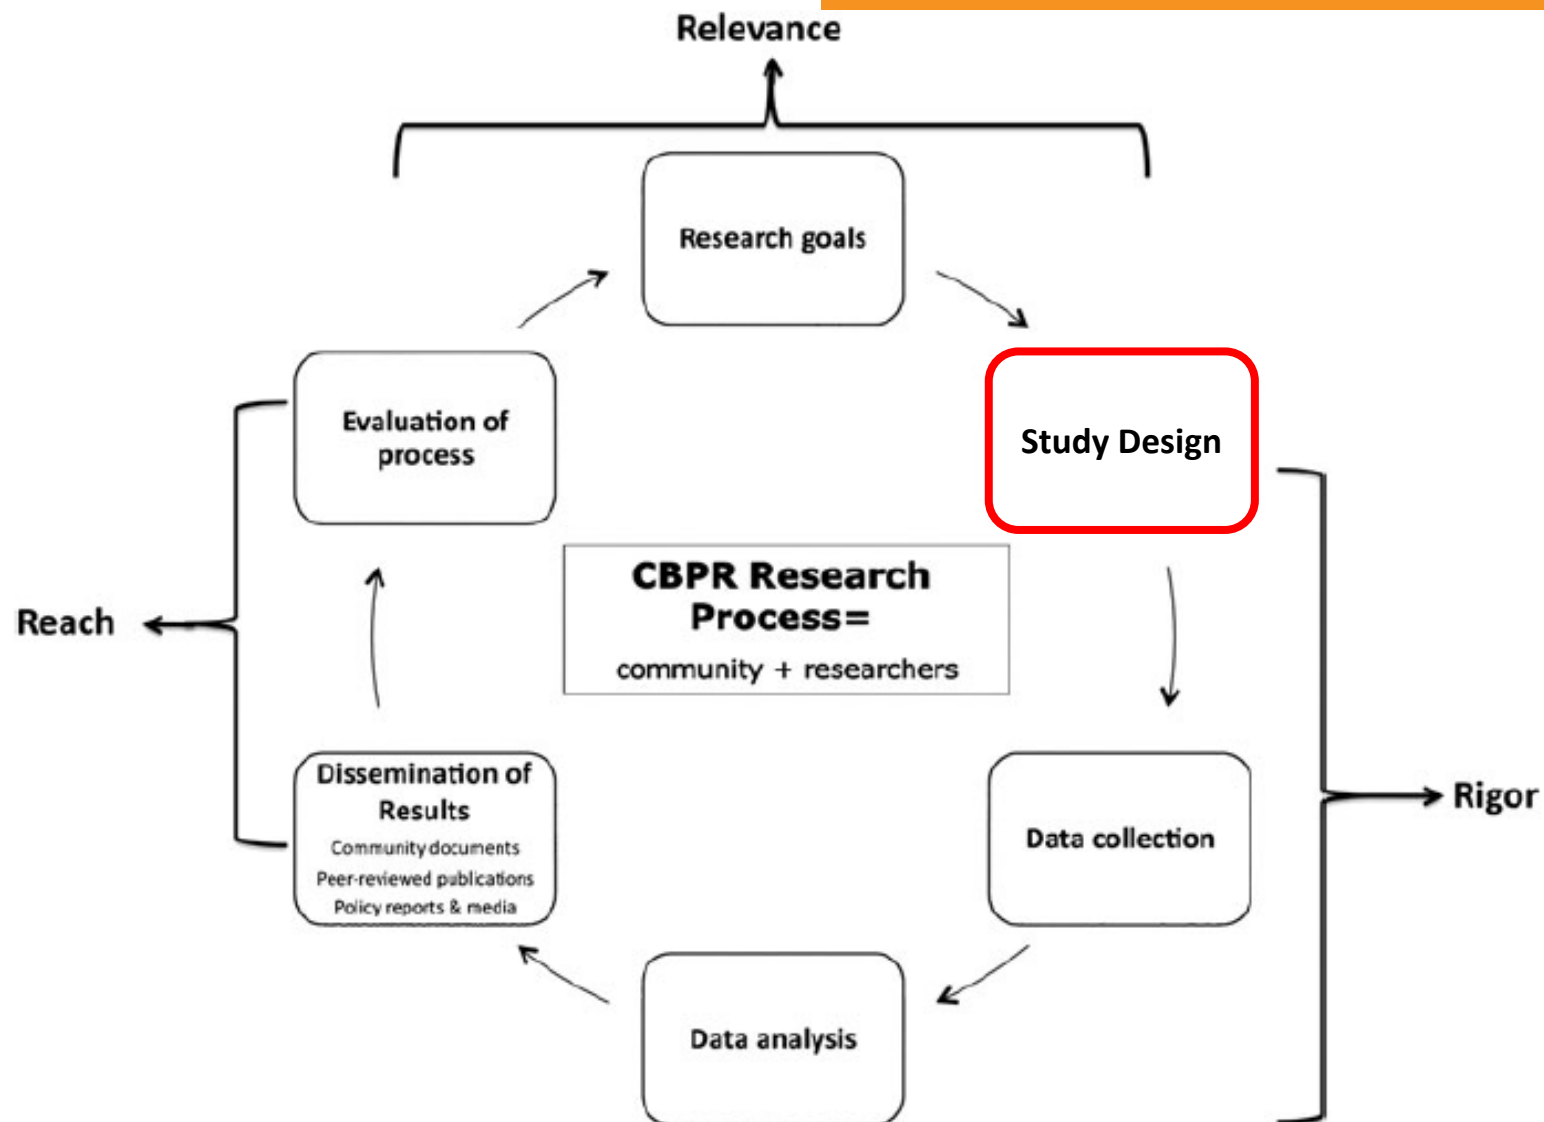 Relevance
Research goals
Evaluation of
process
Study Design
CBPR Research
Process=
community + researchers
Reach
Rigor
Dissemination of
Results
Community documents
Peer-reviewed publications
Policy reports & media
Data collection
Data analysis